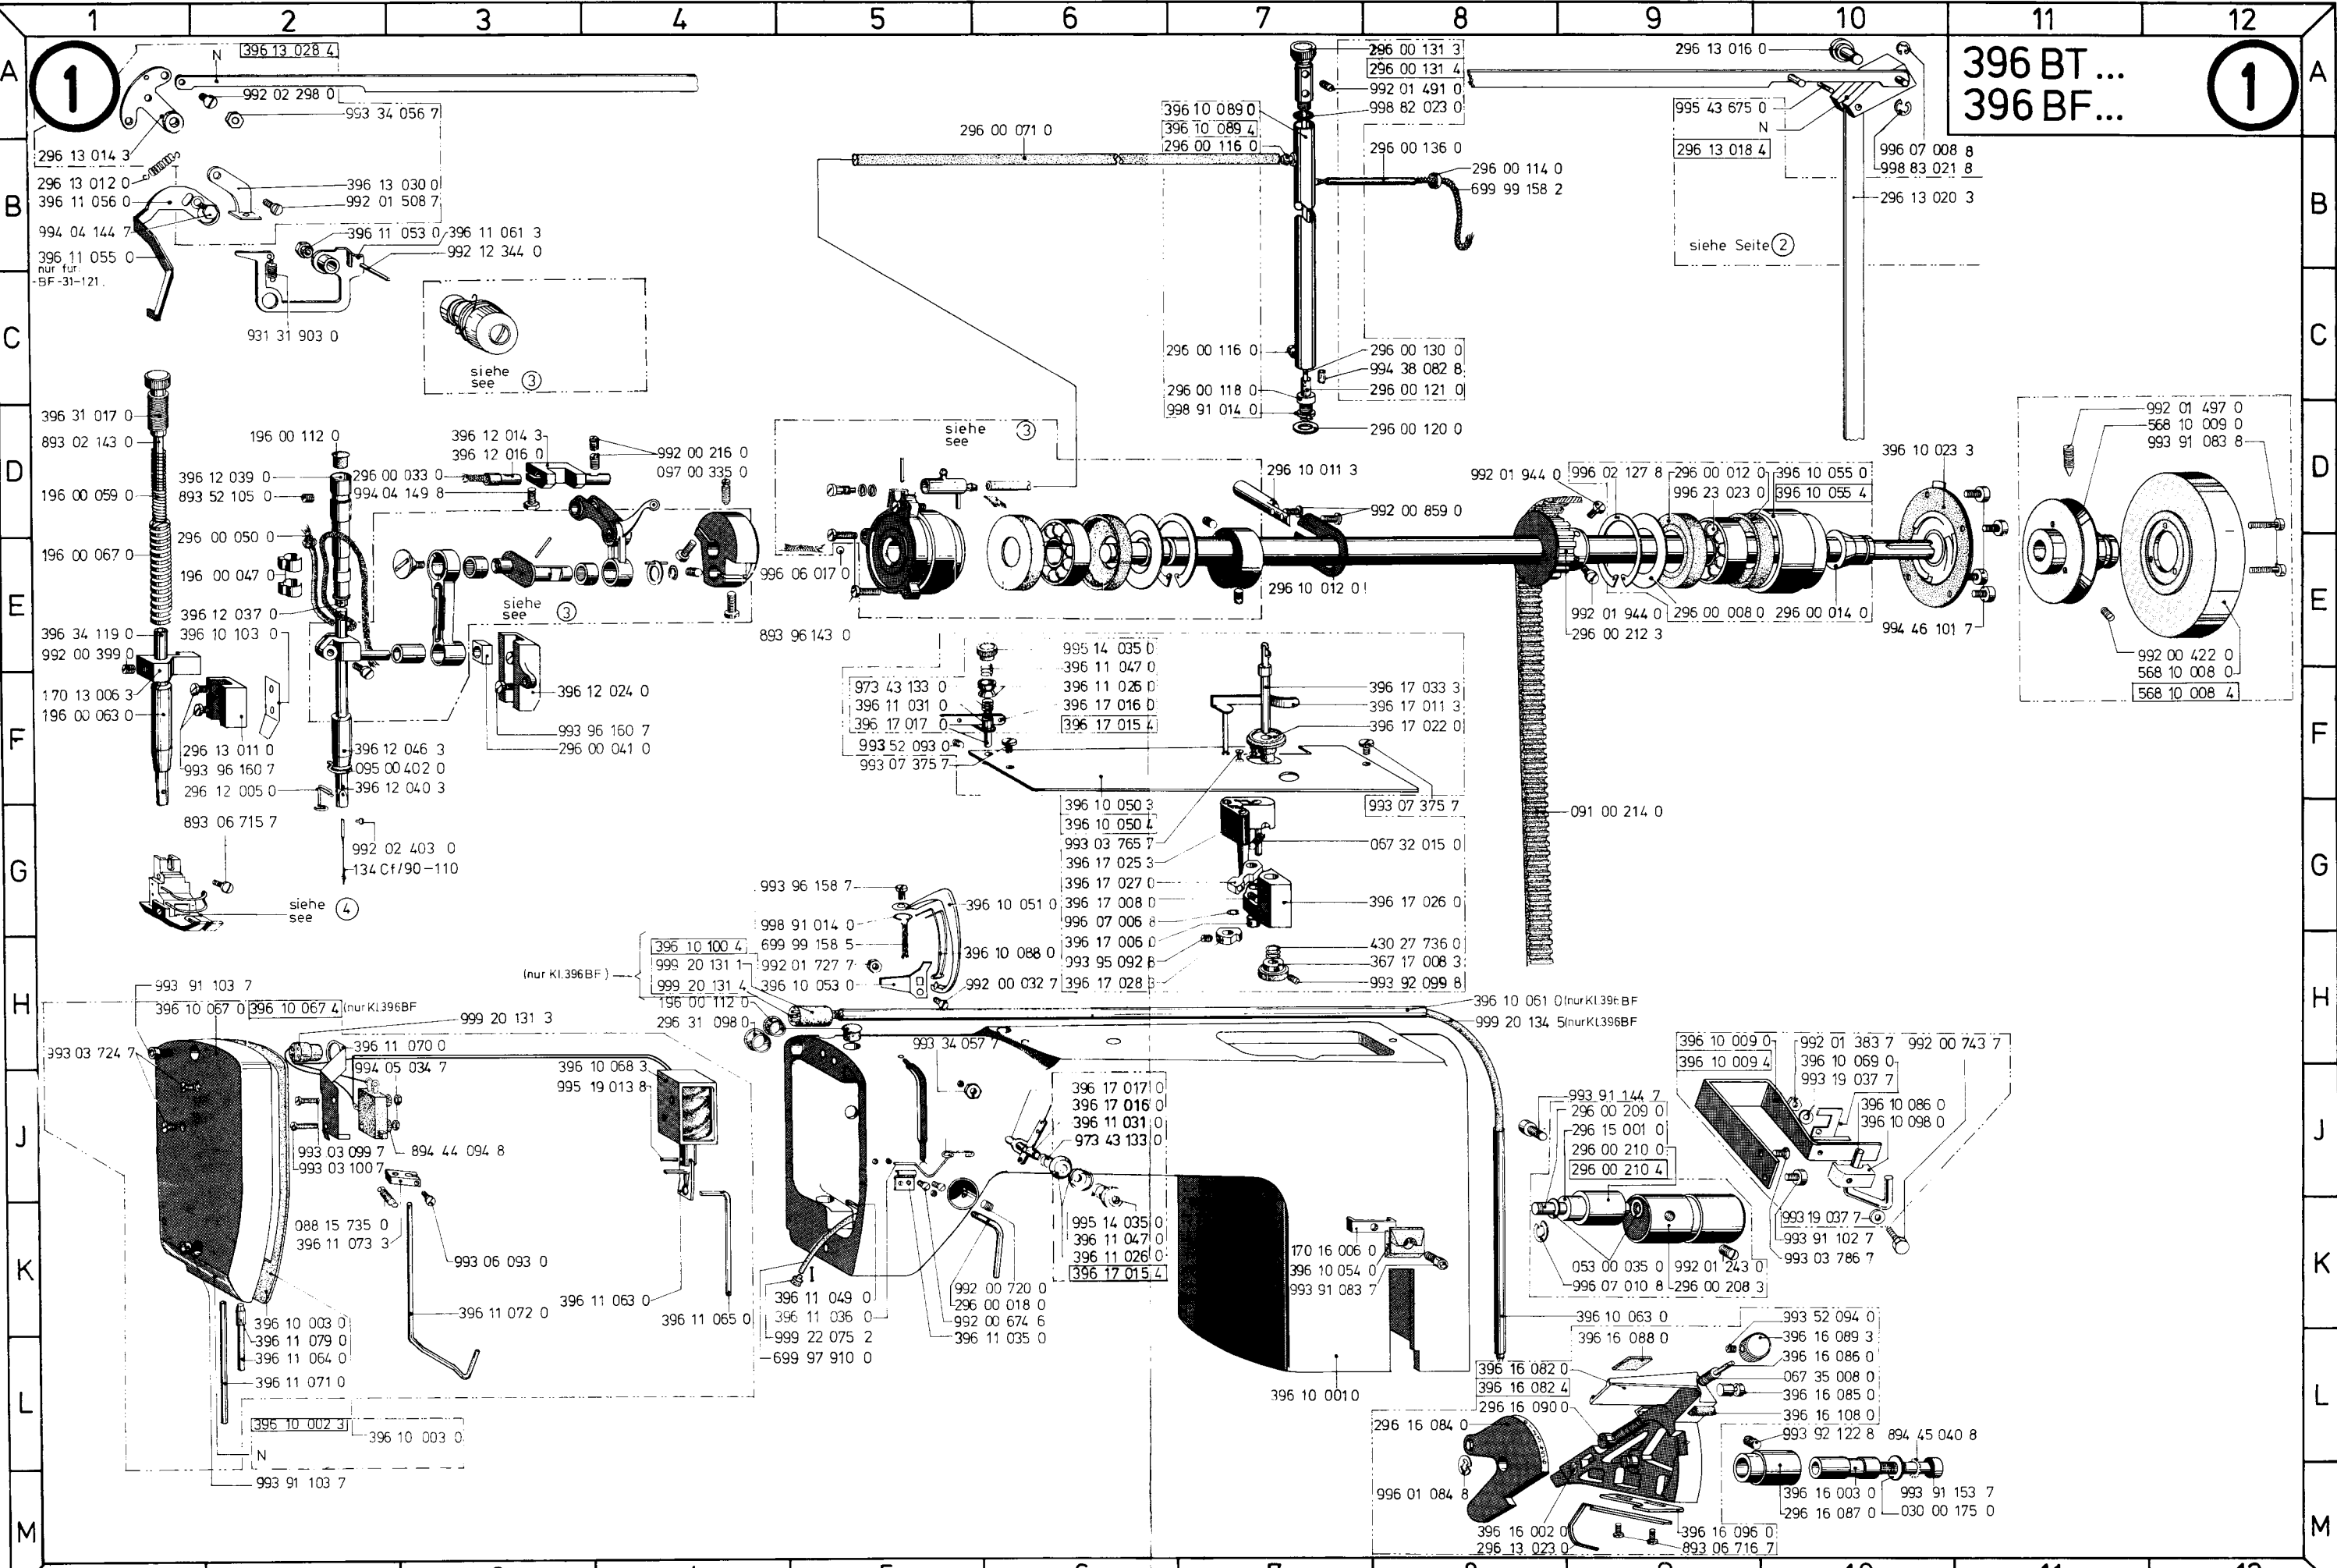 1 2 3 4 5 6 7 8 9 10 11 12
A
B
C
D
E
F
G
H
J
K
L
M
A
B
C
D
E
F
G
H
J
K
L
M
1
396 BT ...
396 BF ...
1
N
396 13 028 4
992 02 298 0
993 34 056 7
296 13 014 3
296 13 012 0
396 11 056 0
994 04 144 7
396 11 055 0
nur für:
-BF-31-121.
396 13 030 0
992 01 508 7
396 11 053 0
396 11 061 3
992 12 344 0
931 31 903 0
siehe
see 3
296 00 071 0
396 10 089 0
396 10 089 4
296 00 116 0
296 00 131 3
296 00 131 4
992 01 491 0
998 82 023 0
296 00 136 0
296 00 114 0
699 99 158 2
296 00 116 0
296 00 118 0
998 91 014 0
296 00 130 0
994 38 082 8
296 00 121 0
296 00 120 0
296 13 016 0
995 43 675 0
N
296 13 018 4
996 07 008 8
998 83 021 8
296 13 020 3
siehe Seite 2
396 31 017 0
893 02 143 0
196 00 059 0
196 00 067 0
396 34 119 0
992 00 399 0
170 13 006 3
196 00 063 0
196 00 112 0
396 12 039 0
893 52 105 0
296 00 050 0
196 00 047 0
396 12 037 0
396 10 103 0
296 13 011 0
993 96 160 7
296 12 005 0
893 06 715 7
396 12 046 3
095 00 402 0
396 12 040 3
992 02 403 0
134 Cf/90-110
siehe
see 4
396 12 014 3
396 12 016 0
296 00 033 0
994 04 149 8
992 00 216 0
097 00 335 0
siehe
see 3
396 12 024 0
993 96 160 7
296 00 041 0
siehe
see 3
996 06 017 0
893 96 143 0
296 10 011 3
992 00 859 0
296 10 012 0
992 01 944 0
996 02 127 8
296 00 012 0
996 23 023 0
396 10 055 0
396 10 055 4
396 10 023 3
992 01 944 0
296 00 212 3
296 00 008 0
296 00 014 0
994 46 101 7
992 01 497 0
568 10 009 0
993 91 083 8
992 00 422 0
568 10 008 0
568 10 008 4
995 14 035 0
396 11 047 0
396 11 026 0
396 17 016 0
396 17 015 4
973 43 133 0
396 11 031 0
396 17 017 0
993 52 093 0
993 07 375 7
396 17 033 3
396 17 011 3
396 17 022 0
396 10 050 3
396 10 050 4
993 03 765 7
396 17 025 3
396 17 027 0
396 17 008 0
996 07 006 8
396 17 006 0
993 95 092 8
396 17 028 3
993 07 375 7
067 32 015 0
396 17 026 0
430 27 736 0
367 17 008 3
993 92 099 8
091 00 214 0
993 96 158 7
998 91 014 0
699 99 158 5
992 01 727 7
396 10 053 0
396 10 051 0
396 10 088 0
992 00 032 7
(nur Kl.396BF)
396 10 100 4
999 20 131 1
999 20 131 4
196 00 112 0
296 31 098 0
396 10 061 0 (nur Kl.396 BF
999 20 134 5 (nur Kl.396BF
993 91 103 7
396 10 067 0
396 10 067 4 (nur Kl.396BF
993 03 724 7
999 20 131 3
396 11 070 0
994 05 034 7
993 03 099 7
993 03 100 7
894 44 094 8
088 15 735 0
396 11 073 3
993 06 093 0
396 11 072 0
396 10 003 0
396 11 079 0
396 11 064 0
396 11 071 0
396 10 002 3
396 10 003 0
N
993 91 103 7
396 10 068 3
995 19 013 8
396 11 063 0
396 11 065 0
993 34 057 7
396 17 017 0
396 17 016 0
396 11 031 0
973 43 133 0
995 14 035 0
396 11 047 0
396 11 026 0
396 17 015 4
396 11 049 0
396 11 036 0
999 22 075 2
699 97 910 0
992 00 720 0
296 00 018 0
992 00 674 6
396 11 035 0
170 16 006 0
396 10 054 0
993 91 083 7
396 10 001 0
396 10 063 0
396 10 009 0
396 10 009 4
992 01 383 7
992 00 743 7
396 10 069 0
993 19 037 7
396 10 086 0
396 10 098 0
993 91 144 7
296 00 209 0
296 15 001 0
296 00 210 0
296 00 210 4
993 19 037 7
993 91 102 7
993 03 786 7
053 00 035 0
996 07 010 8
992 01 243 0
296 00 208 3
396 16 088 0
396 16 082 0
396 16 082 4
296 16 090 0
296 16 084 0
996 01 084 8
993 52 094 0
396 16 089 3
396 16 086 0
067 35 008 0
396 16 085 0
396 16 108 0
993 92 122 8
894 45 040 8
396 16 003 0
296 16 087 0
993 91 153 7
030 00 175 0
396 16 002 0
296 13 023 0
396 16 096 0
893 06 716 7